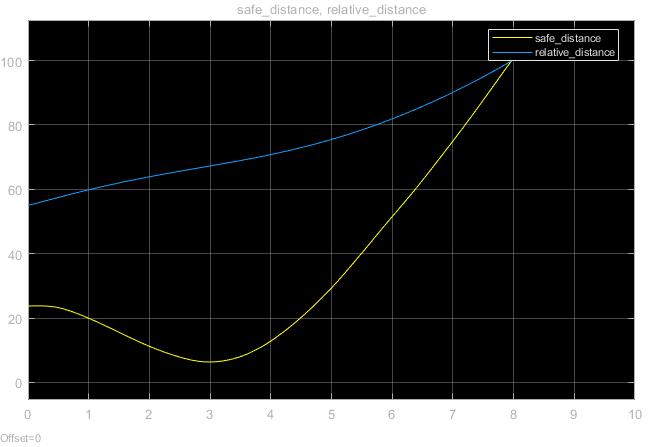 safe_distance, relative_distance
safe_distance
relative_distance
100
80
60
40
20
0
0 1 2 3 4 5 6 7 8 9 10
Offset=0